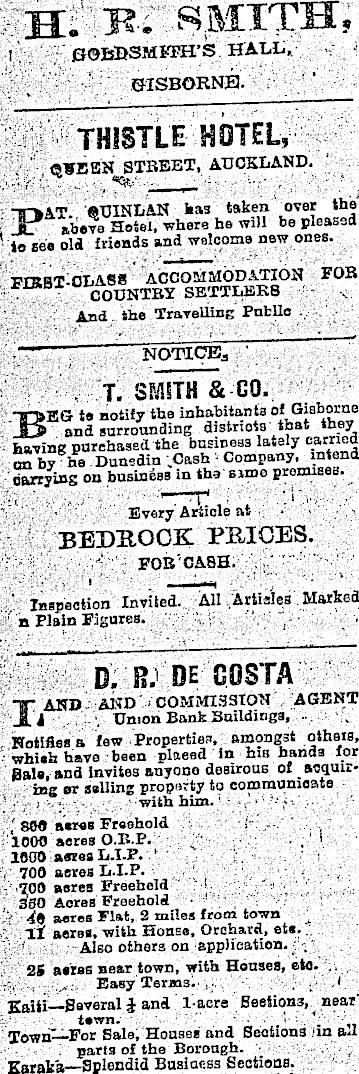 H. R. SMITH,
GOLDSMITH'S HALL,
GISBORNE.
THISTLE HOTEL,
QUEEN STREET, AUCKLAND.
PAT. QUINLAN has taken over the
above Hotel, where he will be pleased
to see old friends and welcome new ones.
FIRST-CLASS ACCOMMODATION FOR
COUNTRY SETTLERS
And the Travelling Public
NOTICE.
T. SMITH & CO.
BEG to notify the inhabitants of Gisborne
and surrounding districts that they
having purchased the business lately carried
on by he Dunedin Cash Company, intend
carrying on business in the same premises.
Every Article at
BEDROCK PRICES.
FOR CASH.
Inspection Invited. All Articles Marked
n Plain Figures.
D. R. DE COSTA
LAND AND COMMISSION AGENT
Union Bank Buildings,
Notifies a few Properties, amongst others,
which have been placed in his hands for
Sale, and invites anyone desirous of acquir-
ing or selling property to communicate
with him.
800 acres Freehold
1000 acres O.R.P.
1000 acres L.I.P.
700 acres L.I.P.
700 acres Freehold
350 Acres Freehold
40 acres Flat, 2 miles from town
11 acres, with House, Orchard, etc.
Also others on application.
25 acres near town, with Houses, etc.
Easy Terms.
Kaiti—Several ¼ and 1-acre Sections, near
town.
Town—For Sale, Houses and Sections in all
parts of the Borough.
Karaka—Splendid Business Sections.